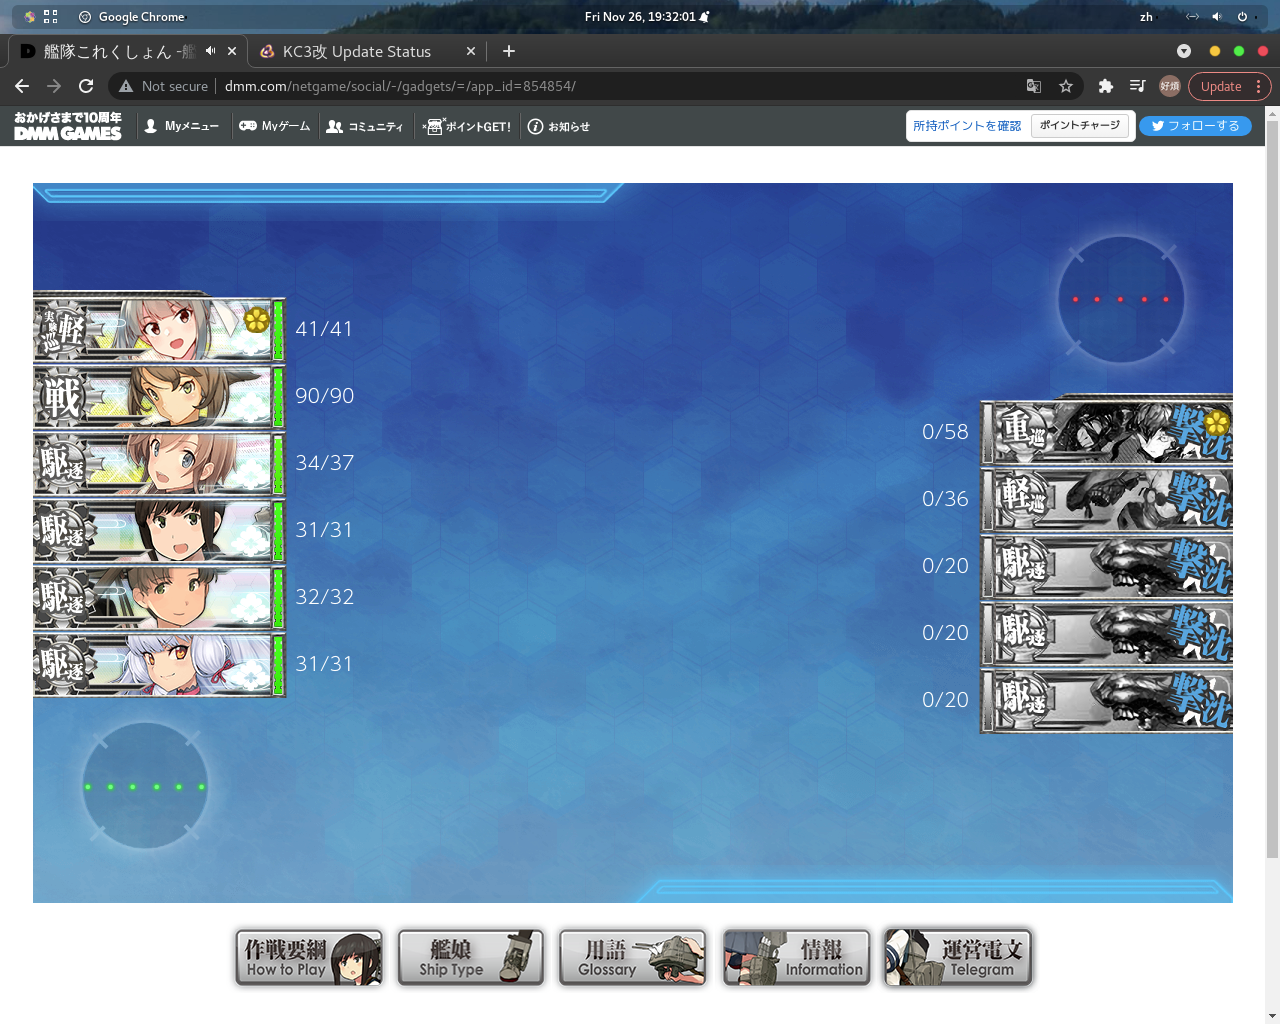 Google Chrome
Fri Nov 26, 19:32:01
zh
艦隊これくしょん -艦
KC3改 Update Status
Not secure
dmm.com/netgame/social/-/gadgets/=/app_id=854854/
好煩
Update
おかげさまで10周年
DMM GAMES
Myメニュー
Myゲーム
コミュニティ
ポイントGET!
お知らせ
所持ポイントを確認
ポイントチャージ
フォローする
実験軽巡
41/41
戦
90/90
駆逐
34/37
駆逐
31/31
駆逐
32/32
駆逐
31/31
0/58
重巡
撃沈
0/36
軽巡
撃沈
0/20
駆逐
撃沈
0/20
駆逐
撃沈
0/20
駆逐
撃沈
作戦要綱
How to Play
艦娘
Ship Type
用語
Glossary
情報
Information
運営電文
Telegram